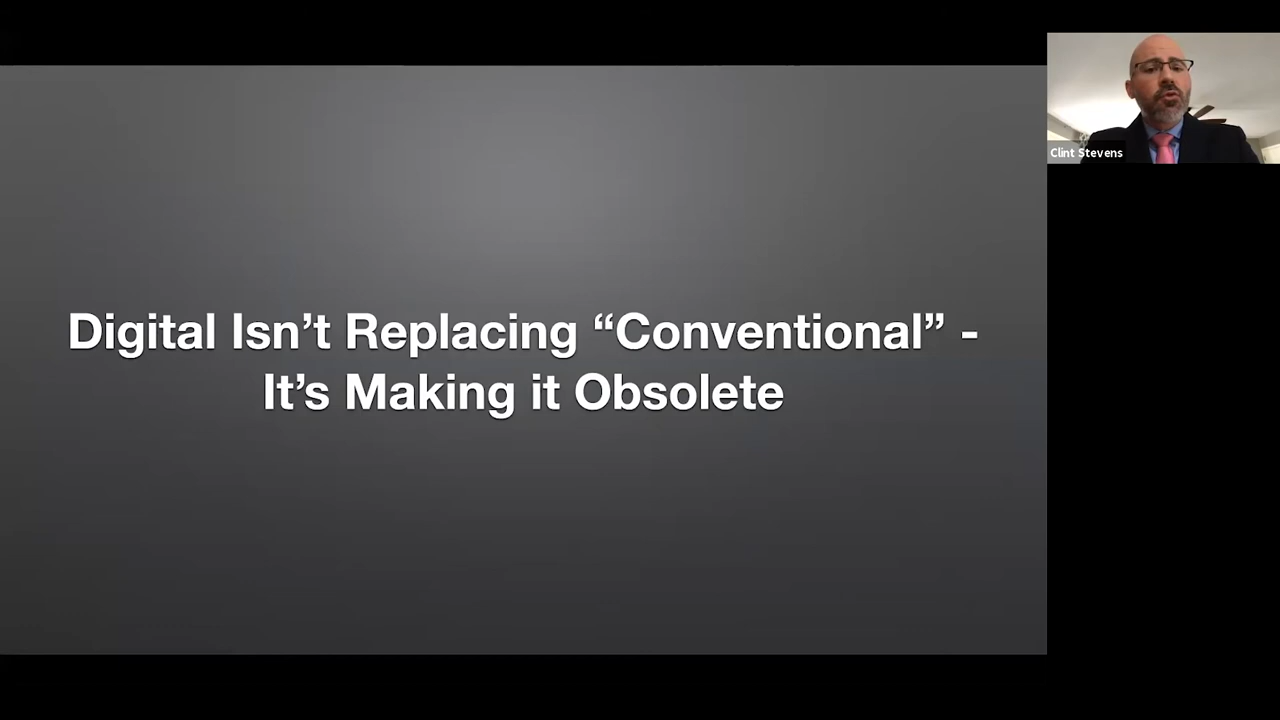 Digital Isn’t Replacing “Conventional” -
It’s Making it Obsolete
Clint Stevens